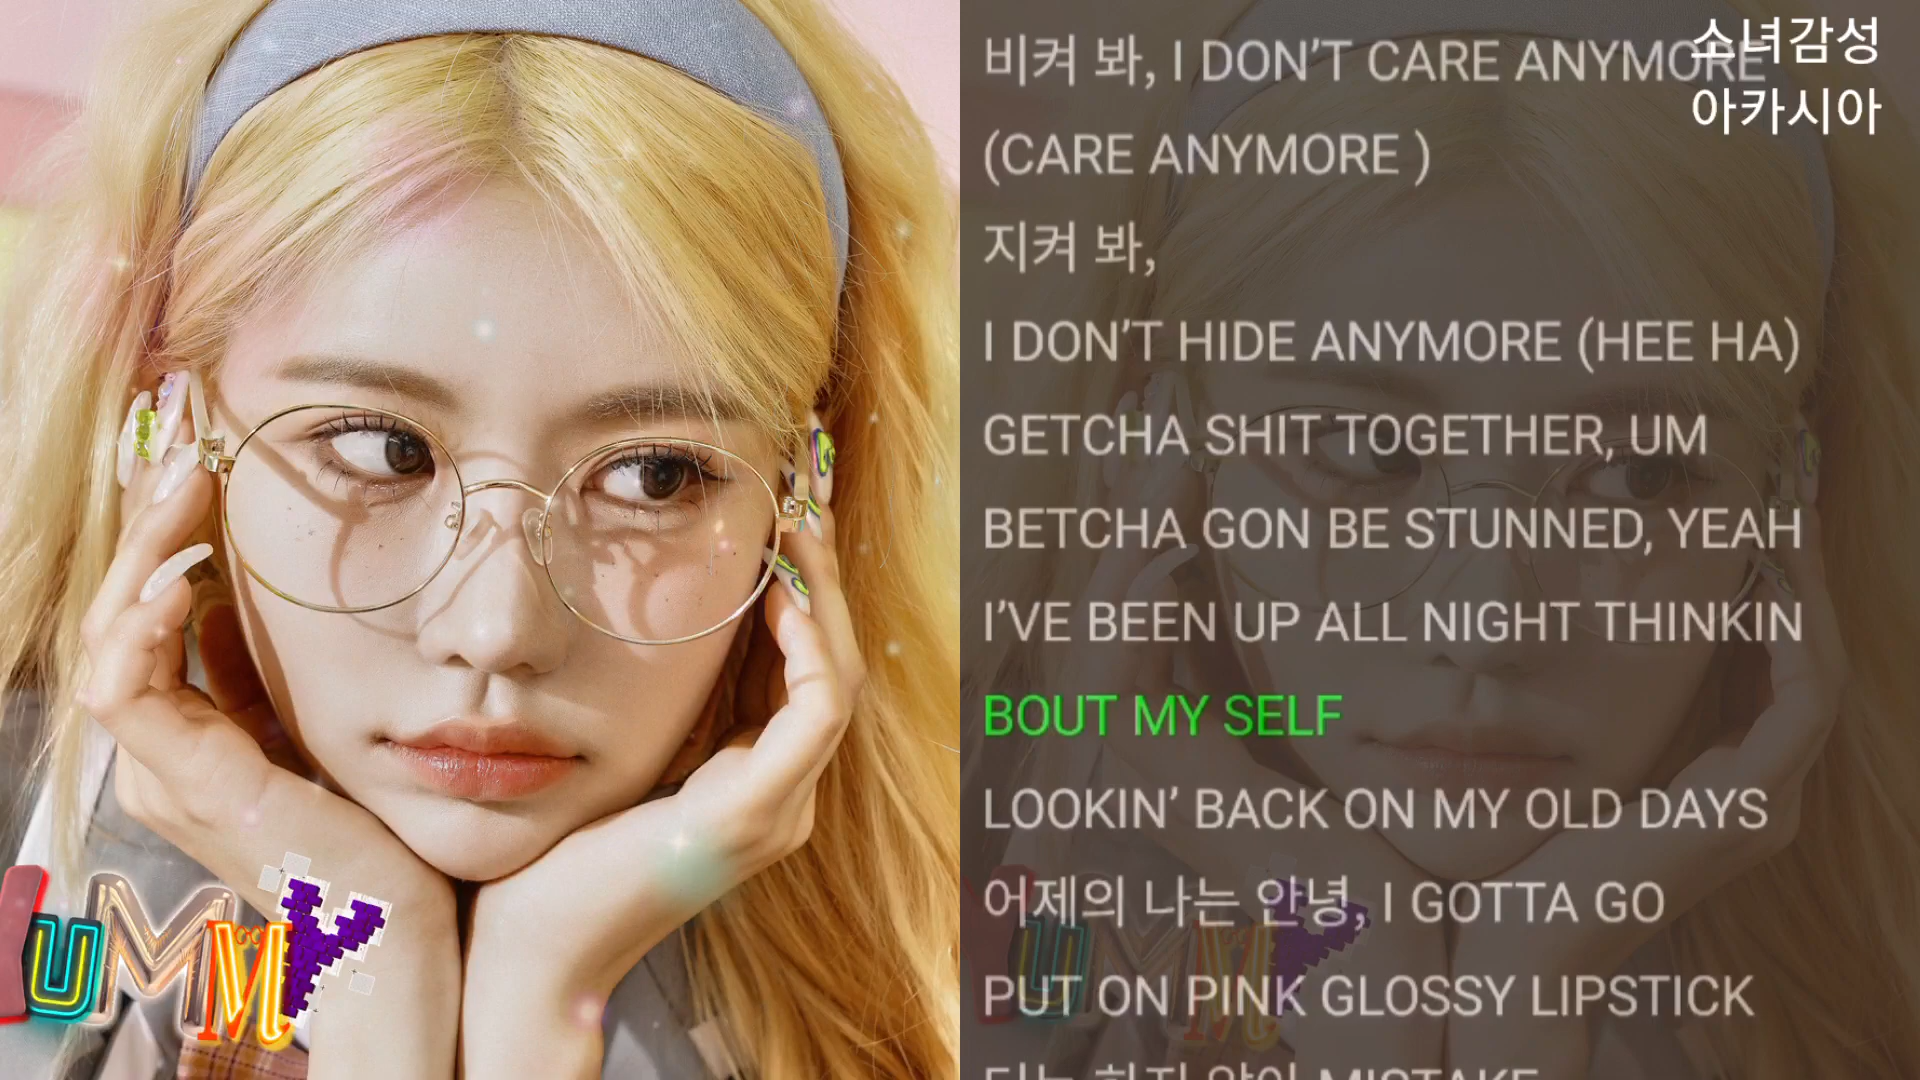 비켜 봐, I DON'T CARE ANYMORE
소녀감성
아카시아
(CARE ANYMORE )
지켜 봐,
I DON'T HIDE ANYMORE (HEE HA)
GETCHA SHIT TOGETHER, UM
BETCHA GON BE STUNNED, YEAH
I'VE BEEN UP ALL NIGHT THINKIN
BOUT MY SELF
LOOKIN' BACK ON MY OLD DAYS
어제의 나는 안녕, I GOTTA GO
PUT ON PINK GLOSSY LIPSTICK
MISTAKE
YUMMY